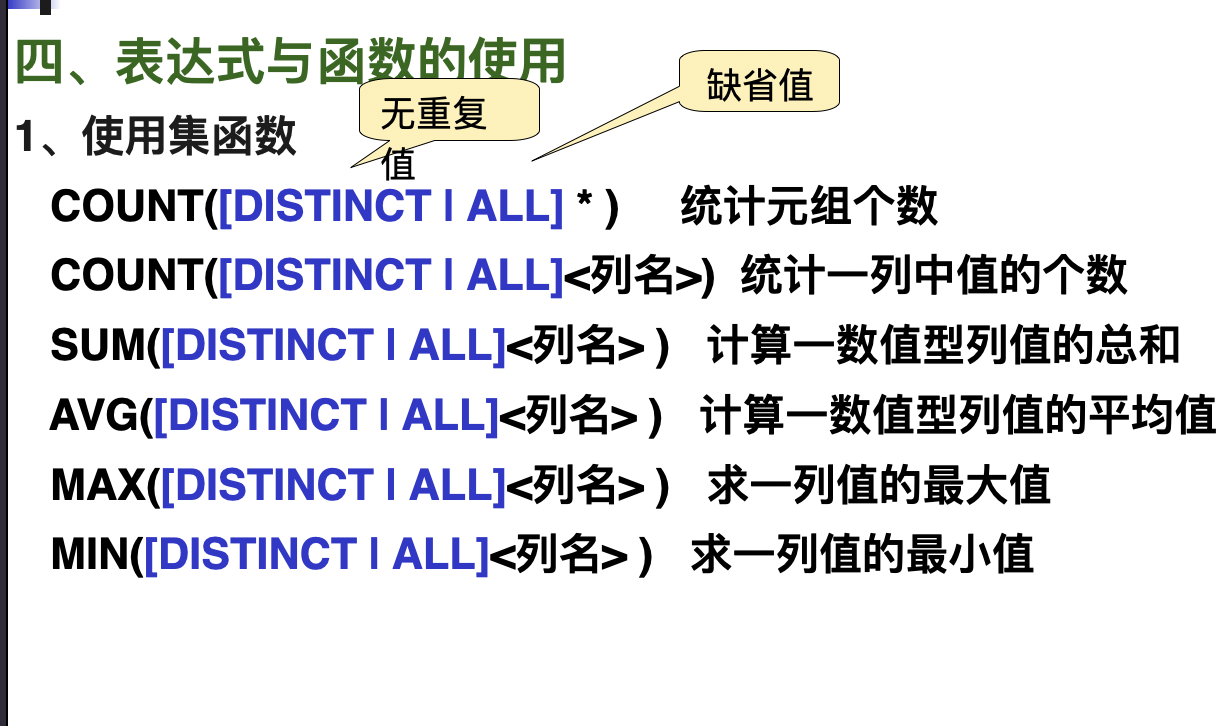 四、表达式与函数的使用
缺省值
无重复
值
1、使用集函数
COUNT([DISTINCT | ALL] * ) 统计元组个数
COUNT([DISTINCT | ALL]<列名>) 统计一列中值的个数
SUM([DISTINCT | ALL]<列名> ) 计算一数值型列值的总和
AVG([DISTINCT | ALL]<列名> ) 计算一数值型列值的平均值
MAX([DISTINCT | ALL]<列名> ) 求一列值的最大值
MIN([DISTINCT | ALL]<列名> ) 求一列值的最小值